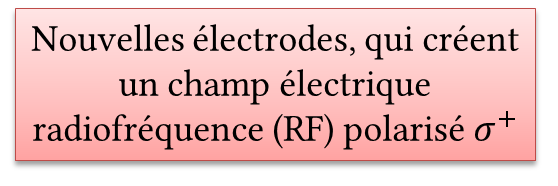 Nouvelles électrodes, qui créent
un champ électrique
radiofréquence (RF) polarisé σ⁺